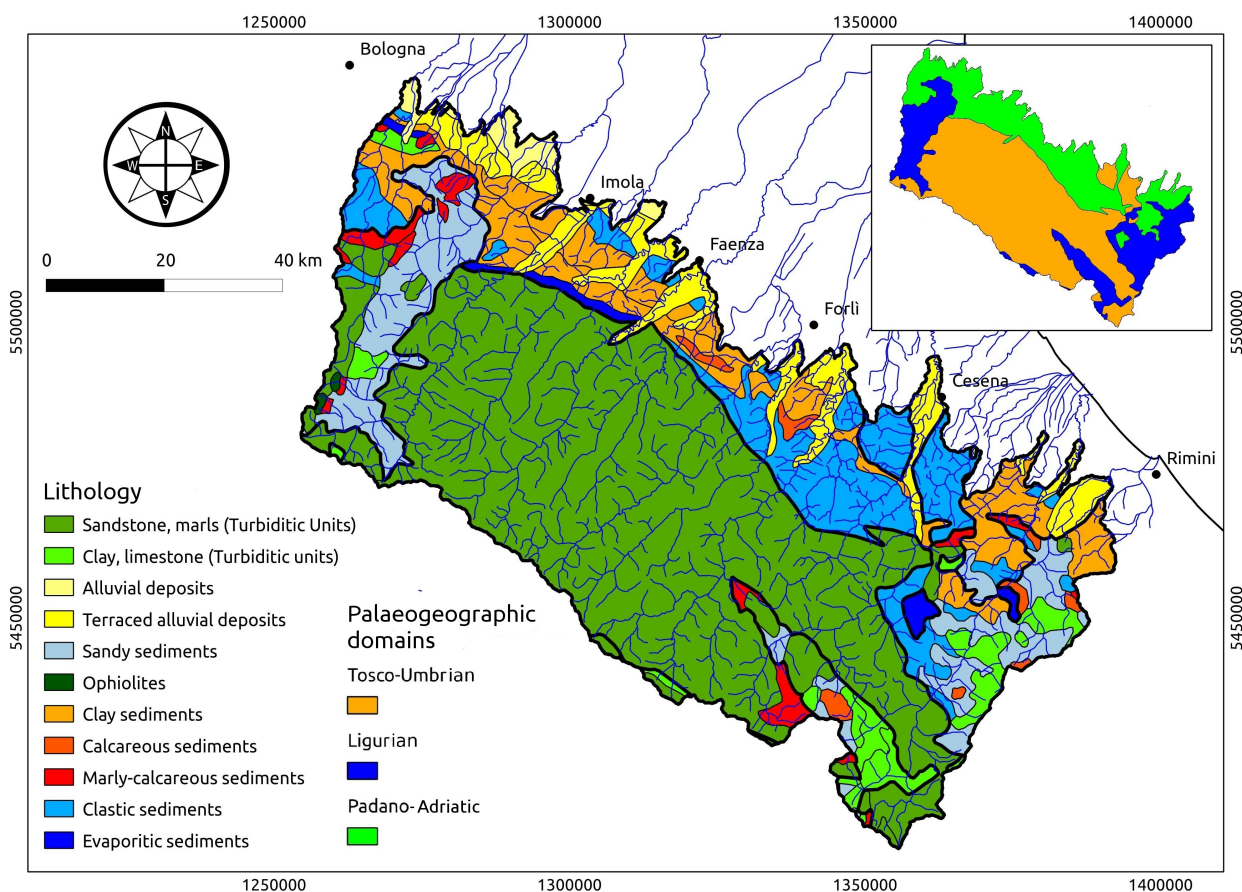 1250000
1300000
1350000
1400000
Bologna
N
W
E
S
Imola
0
20
40 km
Faenza
Forlì
5500000
5500000
Cesena
Rimini
Lithology
Sandstone, marls (Turbiditic Units)
Clay, limestone (Turbiditic units)
Alluvial deposits
Terraced alluvial deposits
Sandy sediments
Ophiolites
Clay sediments
Calcareous sediments
Marly-calcareous sediments
Clastic sediments
Evaporitic sediments
Palaeogeographic
domains
Tosco-Umbrian
Ligurian
Padano-Adriatic
5450000
5450000
1250000
1300000
1350000
1400000